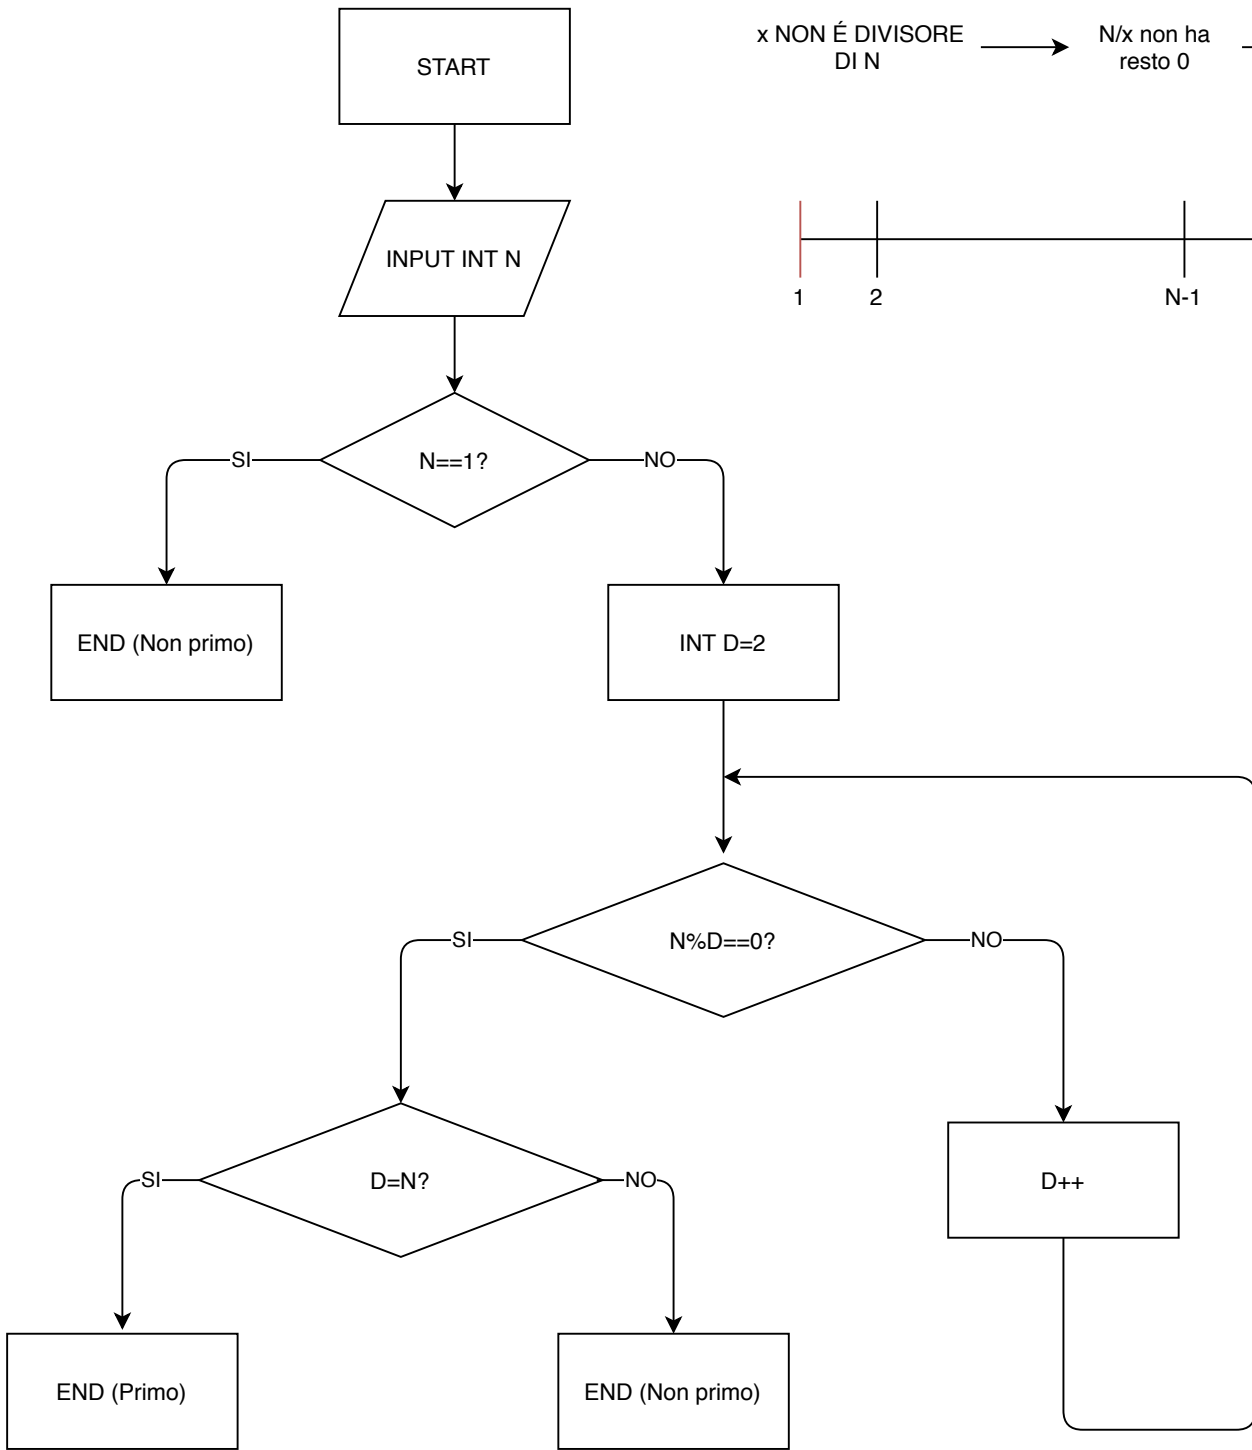 START
x NON É DIVISORE
DI N
N/x non ha
resto 0
INPUT INT N
1
2
N-1
N==1?
SI
NO
END (Non primo)
INT D=2
N%D==0?
SI
NO
D=N?
SI
NO
D++
END (Primo)
END (Non primo)